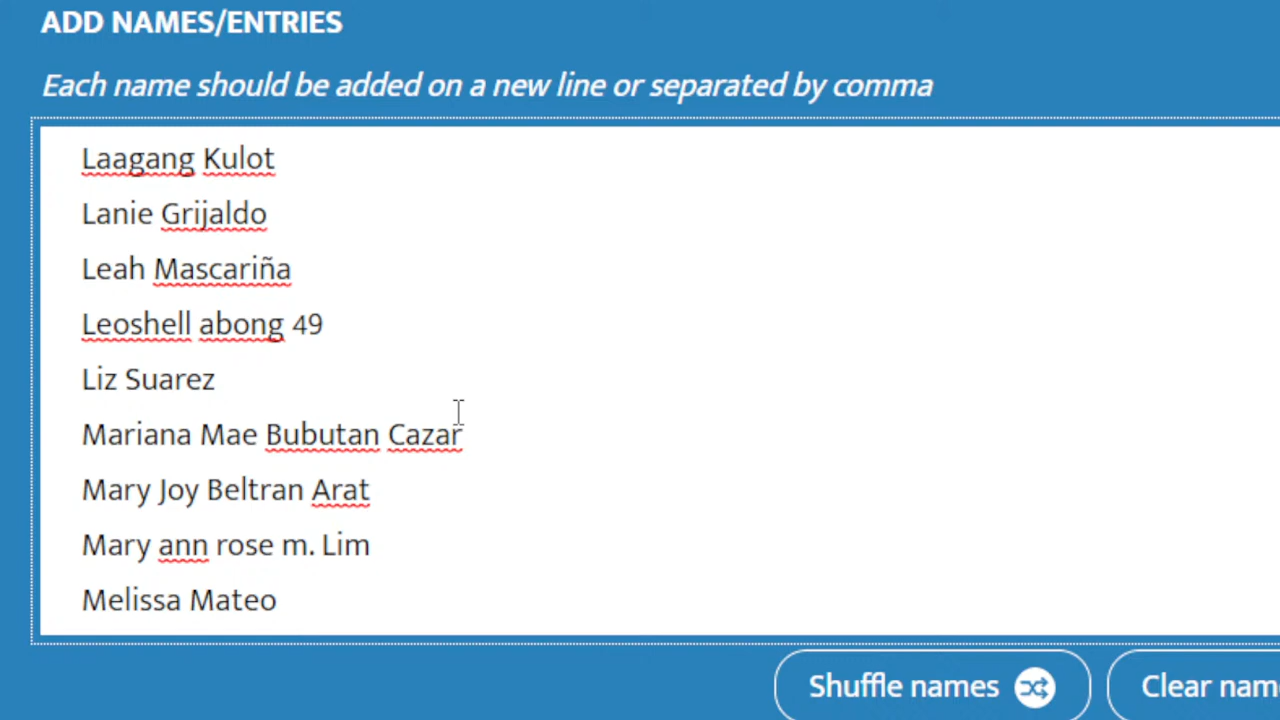 ADD NAMES/ENTRIES
Each name should be added on a new line or separated by comma
Laagang Kulot
Lanie Grijaldo
Leah Mascariña
Leoshell abong 49
Liz Suarez
Mariana Mae Bubutan Cazar
Mary Joy Beltran Arat
Mary ann rose m. Lim
Melissa Mateo
Shuffle names
Clear nam